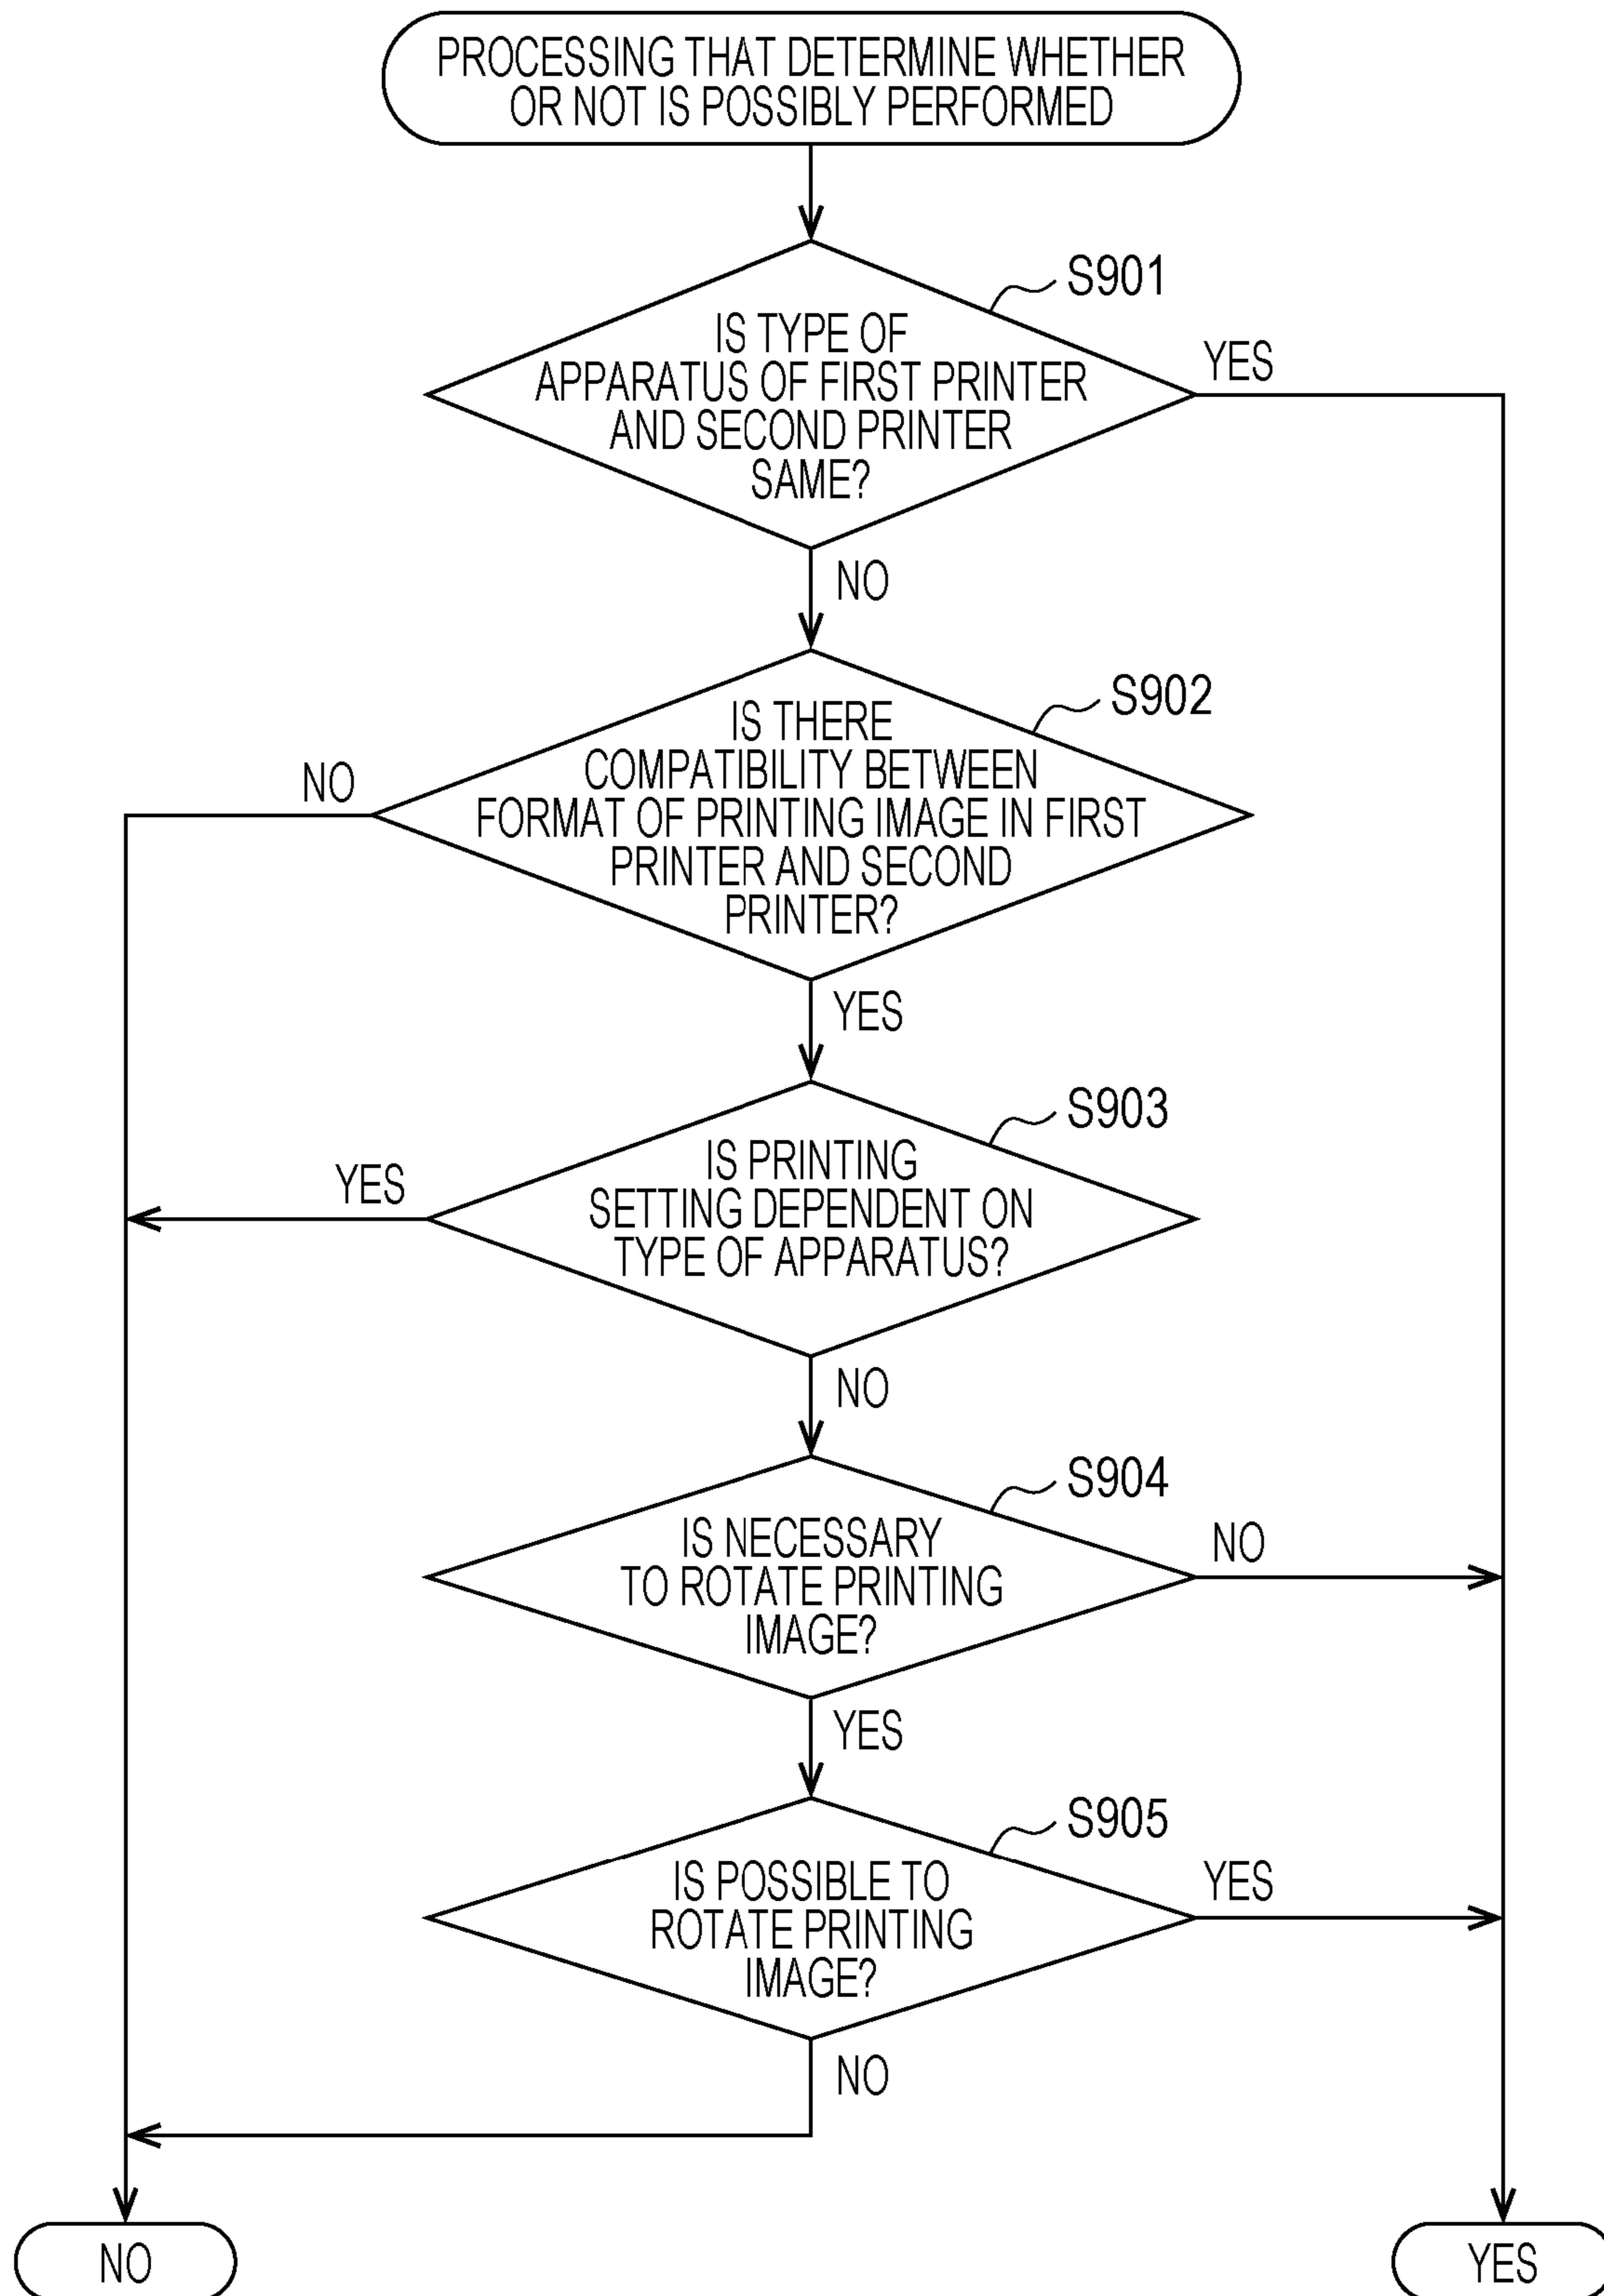 PROCESSING THAT DETERMINE WHETHER
OR NOT IS POSSIBLY PERFORMED
S901
IS TYPE OF
APPARATUS OF FIRST PRINTER
AND SECOND PRINTER
SAME?
YES
NO
S902
IS THERE
COMPATIBILITY BETWEEN
FORMAT OF PRINTING IMAGE IN FIRST
PRINTER AND SECOND
PRINTER?
NO
YES
S903
IS PRINTING
SETTING DEPENDENT ON
TYPE OF APPARATUS?
YES
NO
S904
IS NECESSARY
TO ROTATE PRINTING
IMAGE?
NO
YES
S905
IS POSSIBLE TO
ROTATE PRINTING
IMAGE?
YES
NO
NO
YES